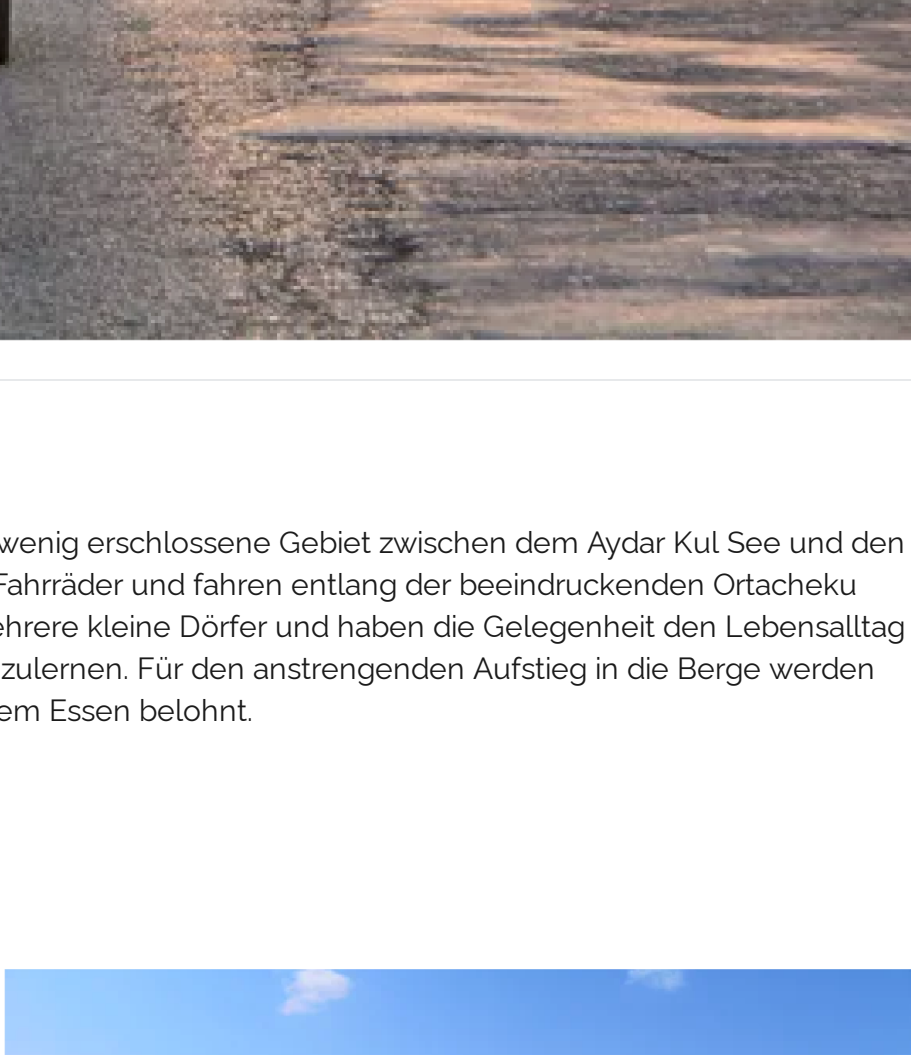 wenig erschlossene Gebiet zwischen dem Aydar Kul See und den
Fahrräder und fahren entlang der beeindruckenden Ortacheku
ehrere kleine Dörfer und haben die Gelegenheit den Lebensalltag
zulernen. Für den anstrengenden Aufstieg in die Berge werden
em Essen belohnt.